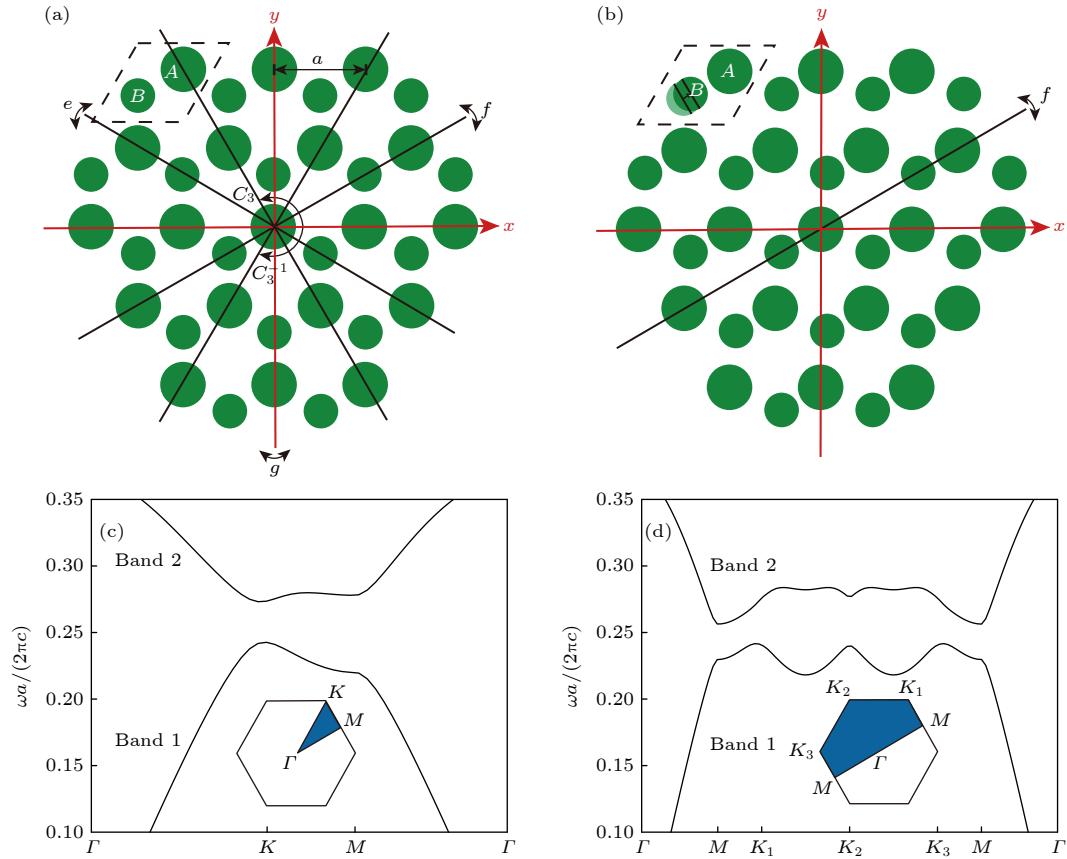 (a)
y
a
A
B
e
f
C₃
x
C₃⁻¹
g
(b)
y
A
B
f
x
(c)
0.35
0.30
0.25
0.20
0.15
0.10
ωa/(2πc)
Band 2
Band 1
K
M
Γ
Γ K M Γ
(d)
0.35
0.30
0.25
0.20
0.15
0.10
ωa/(2πc)
Band 2
Band 1
K₂ K₁
M
K₃
Γ
M
Γ M K₁ K₂ K₃ M Γ